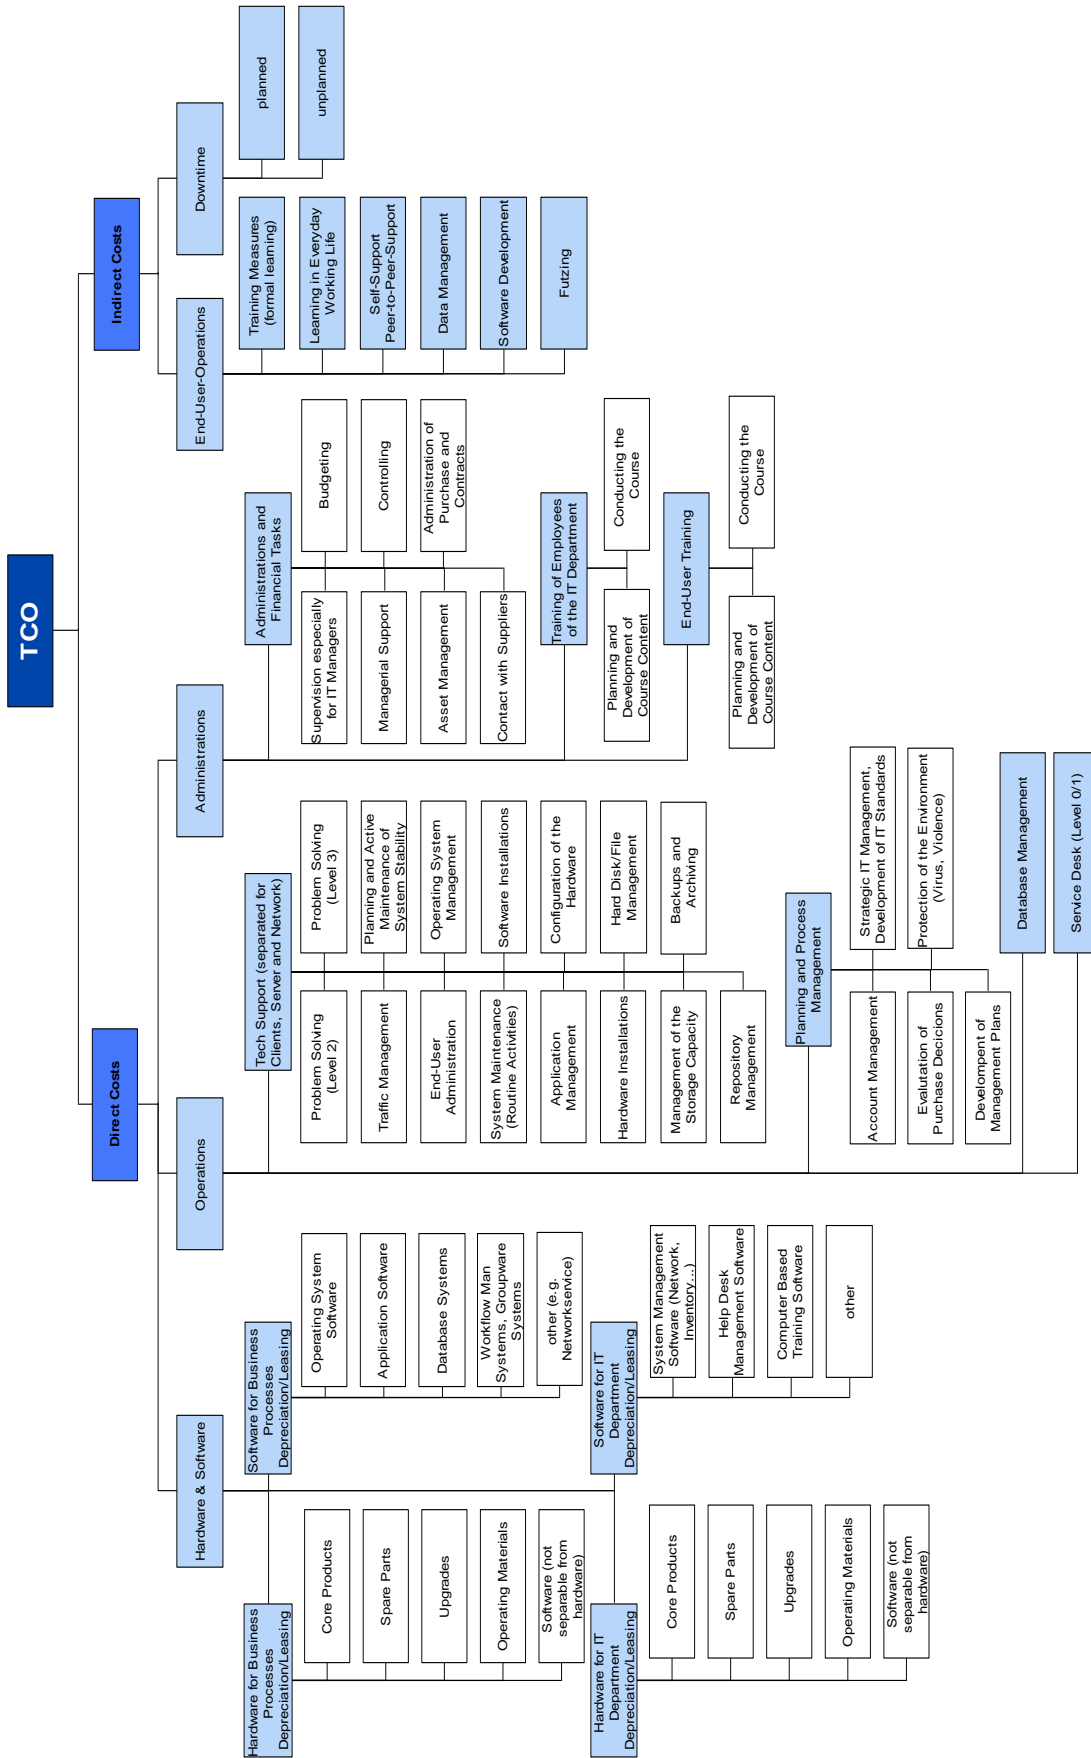 TCO
Direct Costs
Indirect Costs
Hardware & Software
Operations
Administrations
End-User-Operations
Downtime
Hardware for Business
Processes
Depreciation/Leasing
Core Products
Spare Parts
Upgrades
Operating Materials
Software (not
separable from
hardware)
Software for Business
Processes
Depreciation/Leasing
Operating System
Software
Application Software
Database Systems
Workflow Man
Systems, Groupware
Systems
other (e.g.
Networkservice)
Hardware for IT
Department
Depreciation/Leasing
Core Products
Spare Parts
Upgrades
Operating Materials
Software (not
separable from
hardware)
Software for IT
Department
Depreciation/Leasing
System Management
Software (Network,
Inventory...)
Help Desk
Management Software
Computer Based
Training Software
other
Tech Support (separated for
Clients, Server and Network)
Problem Solving
(Level 2)
Problem Solving
(Level 3)
Traffic Management
Planning and Active
Maintenance of
System Stability
End-User
Administration
Operating System
Management
System Maintenance
(Routine Activities)
Software Installations
Application
Management
Configuration of the
Hardware
Hardware Installations
Hard Disk/File
Management
Management of the
Storage Capacity
Backups and
Archiving
Repository
Management
Planning and Process
Management
Account Management
Strategic IT Management,
Development of IT Standards
Evalutation of
Purchase Decicions
Protection of the Environment
(Virus, Violence)
Develompent of
Management Plans
Database Management
Service Desk (Level 0/1)
Administrations and
Financial Tasks
Supervision especially
for IT Managers
Budgeting
Managerial Support
Controlling
Asset Management
Administration of
Purchase and
Contracts
Contact with Suppliers
Training of Employees
of the IT Department
Planning and
Development of
Course Content
Conducting the
Course
End-User Training
Planning and
Development of
Course Content
Conducting the
Course
Training Measures
(formal learning)
Learning in Everyday
Working Life
Self-Support
Peer-to-Peer-Support
Data Management
Software Development
Futzing
planned
unplanned